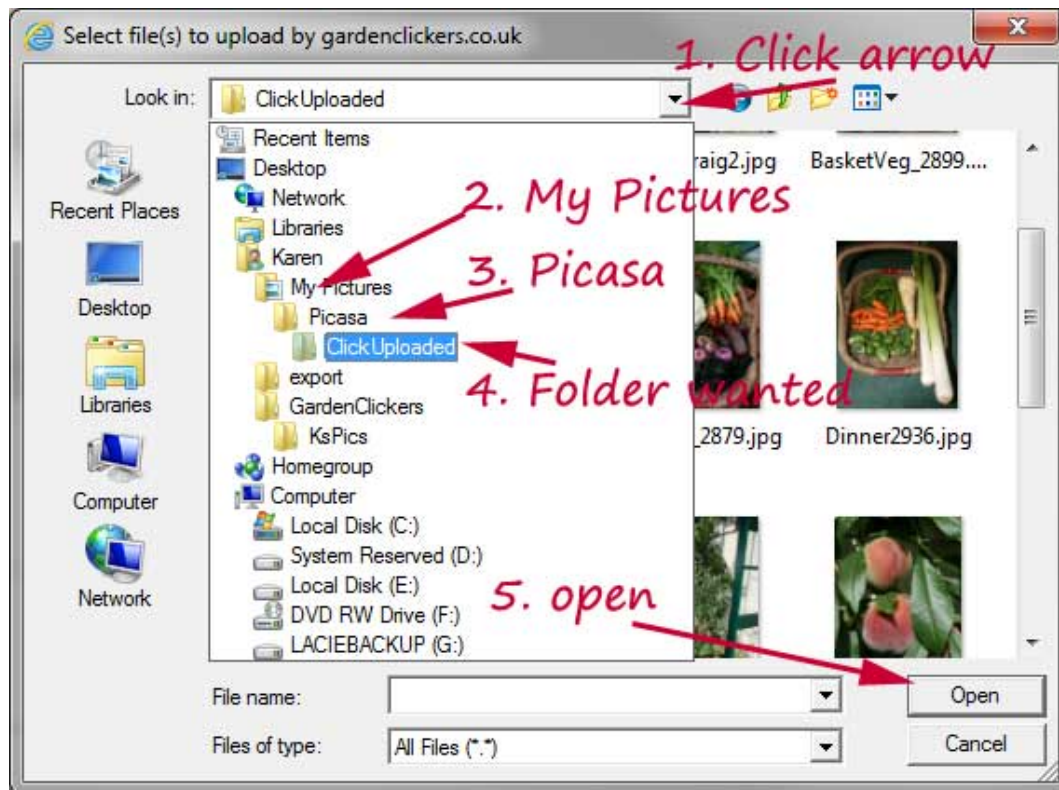 Select file(s) to upload by gardenclickers.co.uk
X
1. Click arrow
Look in:
ClickUploaded
Recent Items
Desktop
Network
Libraries
Karen
My Pictures
Picasa
ClickUploaded
export
GardenClickers
KsPics
Homegroup
Computer
Local Disk (C:)
System Reserved (D:)
Local Disk (E:)
DVD RW Drive (F:)
LACIEBACKUP (G:)
2. My Pictures
3. Picasa
4. Folder wanted
5. open
Recent Places
Desktop
Libraries
Computer
Network
raig2.jpg
BasketVeg_2899....
_2879.jpg
Dinner2936.jpg
File name:
Open
Files of type:
All Files (*.*)
Cancel